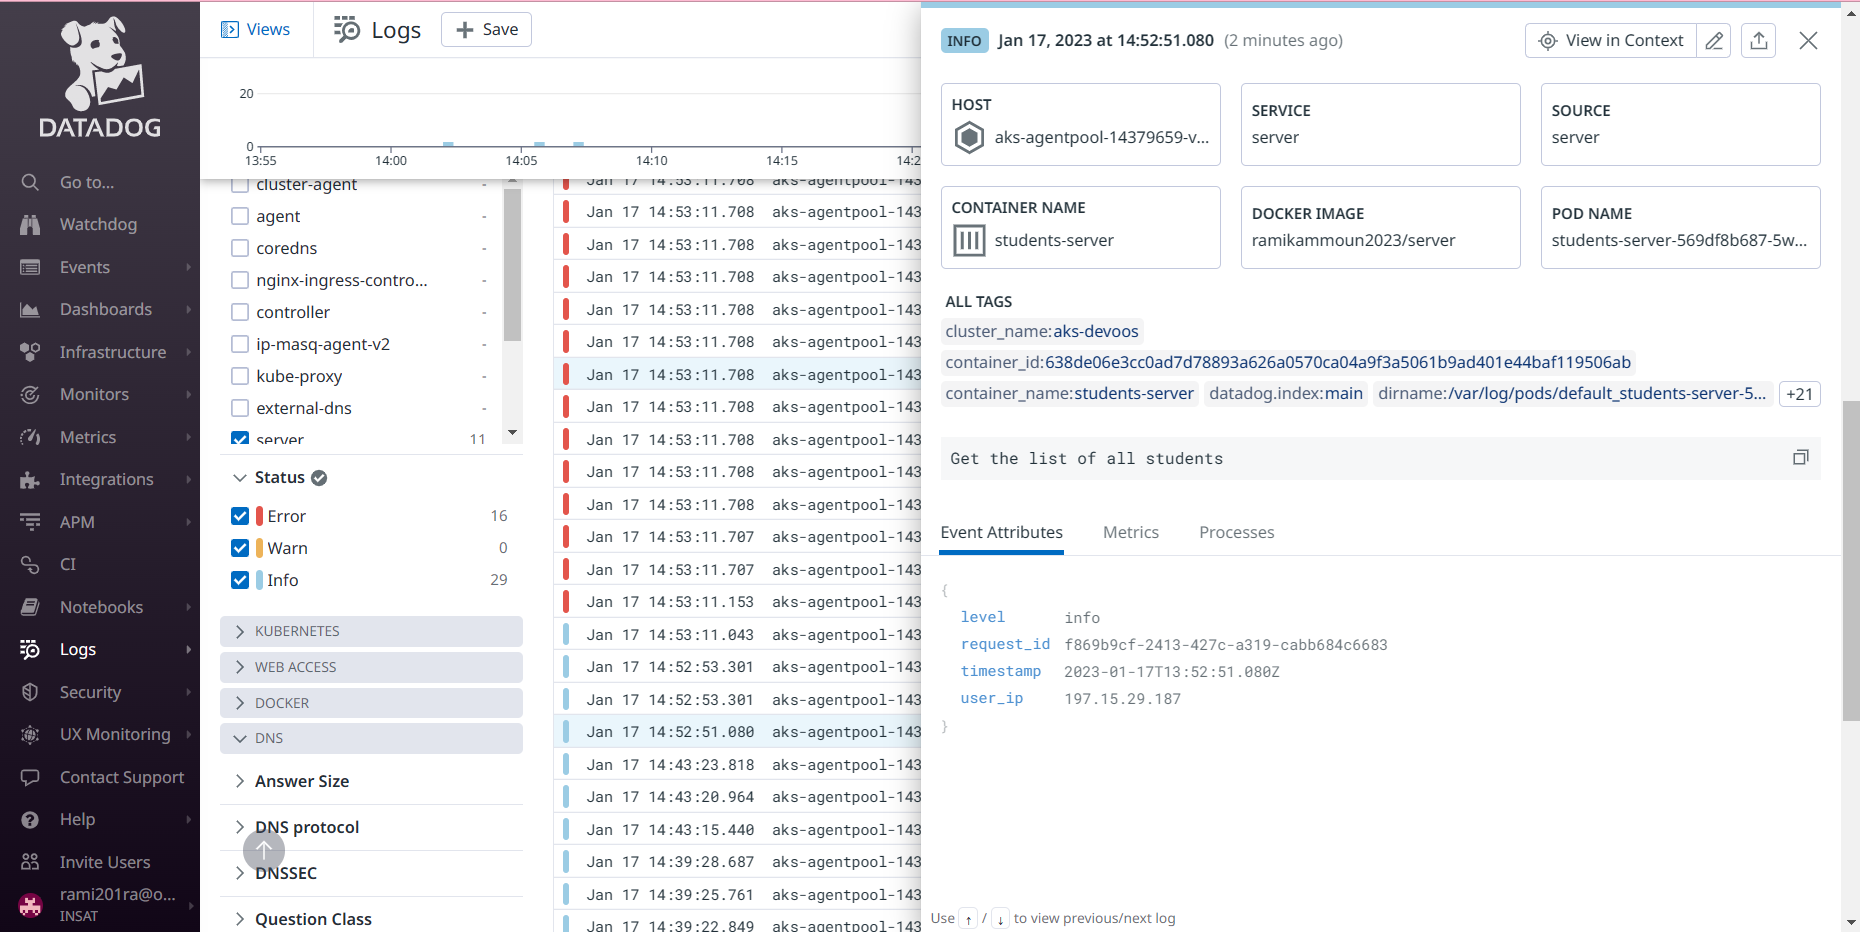 DATADOG
Go to...
Watchdog
Events
Dashboards
Infrastructure
Monitors
Metrics
Integrations
APM
CI
Notebooks
Logs
Security
UX Monitoring
Contact Support
Help
Invite Users
rami201ra@o...
INSAT
Views
Logs
Save
20
0
13:55 14:00 14:05 14:10 14:15 14:2
cluster-agent -
agent -
coredns -
nginx-ingress-contro... -
controller -
ip-masq-agent-v2 -
kube-proxy -
external-dns -
server 11
Status
Error 16
Warn 0
Info 29
KUBERNETES
WEB ACCESS
DOCKER
DNS
Answer Size
DNS protocol
DNSSEC
Question Class
Jan 17 14:53:11.708 aks-agentpool-143
Jan 17 14:53:11.708 aks-agentpool-143
Jan 17 14:53:11.708 aks-agentpool-143
Jan 17 14:53:11.708 aks-agentpool-143
Jan 17 14:53:11.708 aks-agentpool-143
Jan 17 14:53:11.708 aks-agentpool-143
Jan 17 14:53:11.708 aks-agentpool-143
Jan 17 14:53:11.708 aks-agentpool-143
Jan 17 14:53:11.708 aks-agentpool-143
Jan 17 14:53:11.708 aks-agentpool-143
Jan 17 14:53:11.708 aks-agentpool-143
Jan 17 14:53:11.707 aks-agentpool-143
Jan 17 14:53:11.707 aks-agentpool-143
Jan 17 14:53:11.153 aks-agentpool-143
Jan 17 14:53:11.043 aks-agentpool-143
Jan 17 14:52:53.301 aks-agentpool-143
Jan 17 14:52:53.301 aks-agentpool-143
Jan 17 14:52:51.080 aks-agentpool-143
Jan 17 14:43:23.818 aks-agentpool-143
Jan 17 14:43:20.964 aks-agentpool-143
Jan 17 14:43:15.440 aks-agentpool-143
Jan 17 14:39:28.687 aks-agentpool-143
Jan 17 14:39:25.761 aks-agentpool-143
Jan 17 14:39:22.849 aks-agentpool-143
INFO Jan 17, 2023 at 14:52:51.080 (2 minutes ago)
View in Context
HOST
aks-agentpool-14379659-v...
SERVICE
server
SOURCE
server
CONTAINER NAME
students-server
DOCKER IMAGE
ramikammoun2023/server
POD NAME
students-server-569df8b687-5w...
ALL TAGS
cluster_name:aks-devoos
container_id:638de06e3cc0ad7d78893a626a0570ca04a9f3a5061b9ad401e44baf119506ab
container_name:students-server datadog.index:main dirname:/var/log/pods/default_students-server-5... +21
Get the list of all students
Event Attributes Metrics Processes
{
level info
request_id f869b9cf-2413-427c-a319-cabb684c6683
timestamp 2023-01-17T13:52:51.080Z
user_ip 197.15.29.187
}
Use ↑ / ↓ to view previous/next log